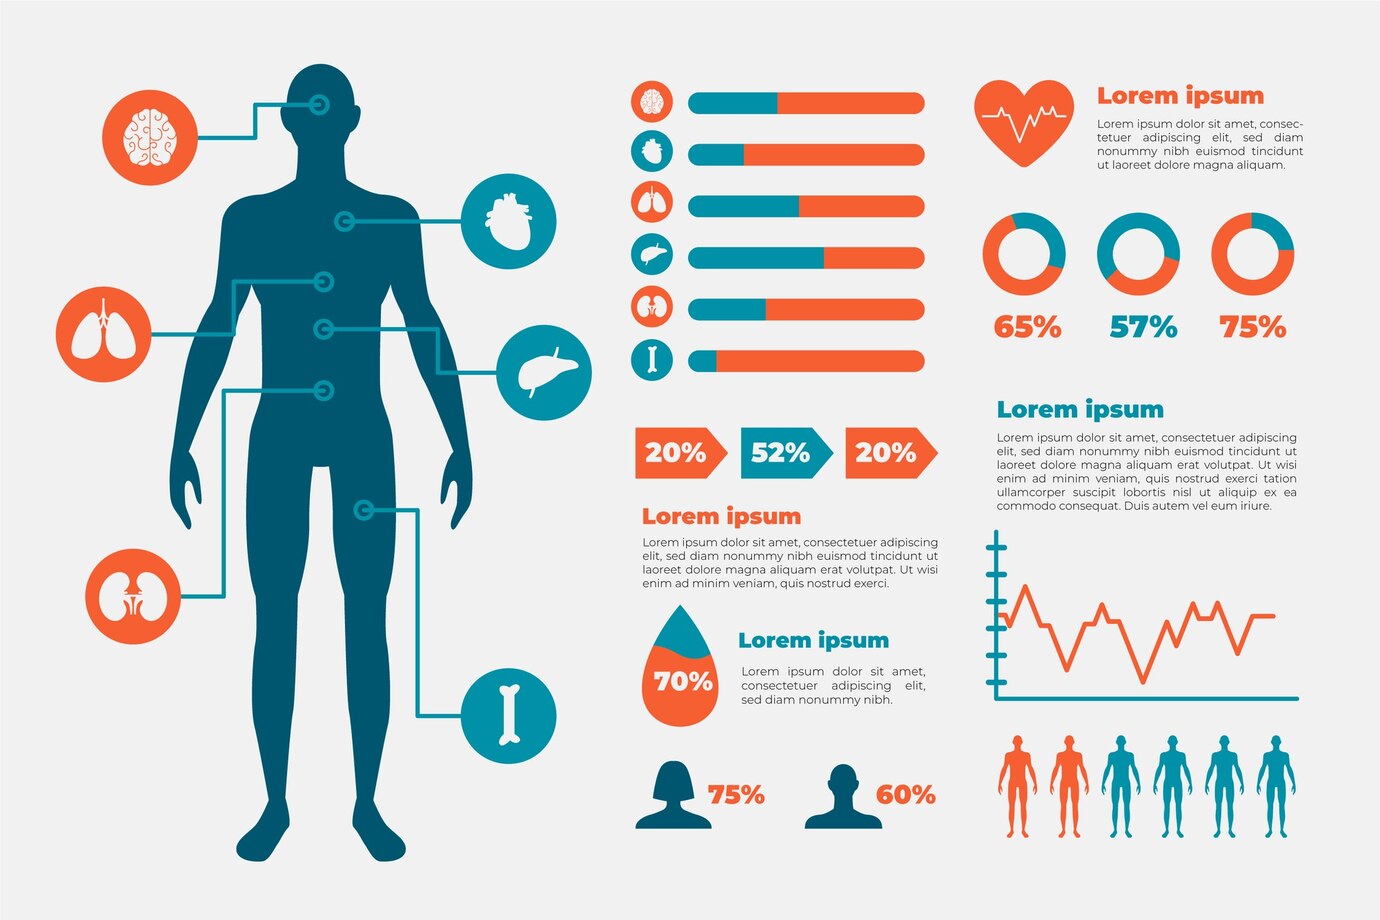 Lorem ipsum
Lorem ipsum dolor sit amet, consec-
tetuer adipiscing elit, sed diam
nonummy nibh euismod tincidunt
ut laoreet dolore magna aliquam.
65%
57%
75%
20%
52%
20%
Lorem ipsum
Lorem ipsum dolor sit amet, consectetuer adipiscing
elit, sed diam nonummy nibh euismod tincidunt ut
laoreet dolore magna aliquam erat volutpat. Ut wisi
enim ad minim veniam, quis nostrud exerci.
70%
Lorem ipsum
Lorem ipsum dolor sit amet,
consectetuer adipiscing elit,
sed diam nonummy nibh.
75%
60%
Lorem ipsum
Lorem ipsum dolor sit amet, consectetuer adipiscing
elit, sed diam nonummy nibh euismod tincidunt ut
laoreet dolore magna aliquam erat volutpat. Ut wisi
enim ad minim veniam, quis nostrud exerci tation
ullamcorper suscipit lobortis nisl ut aliquip ex ea
commodo consequat. Duis autem vel eum iriure.